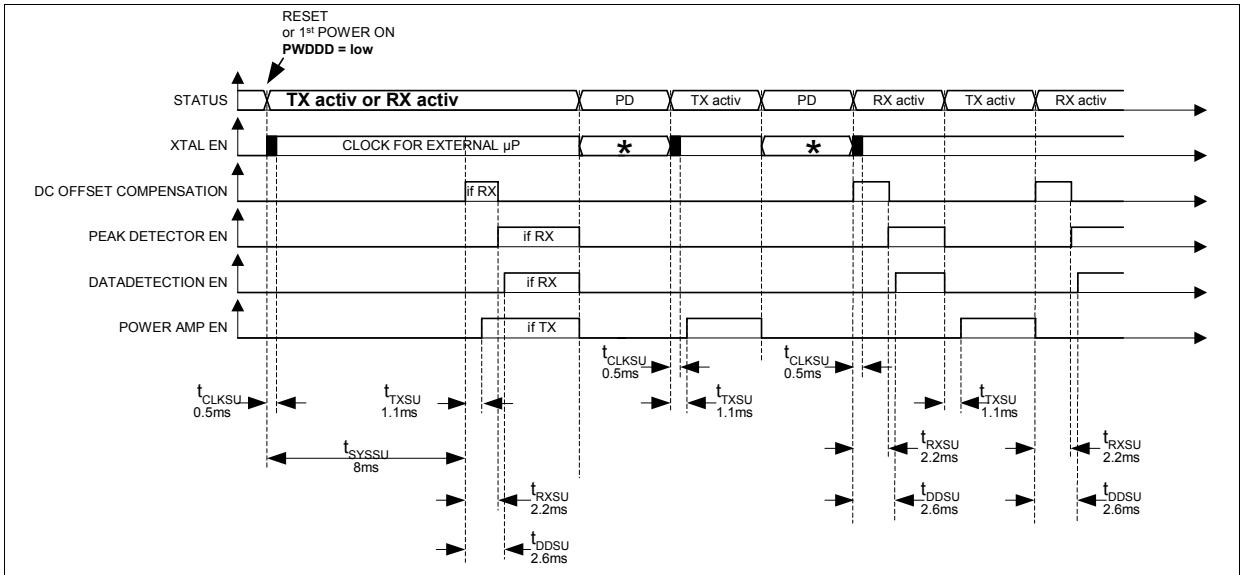 RESET
or 1st POWER ON
PWDDD = low
STATUS TX activ or RX activ PD TX activ PD RX activ TX activ RX activ
XTAL EN CLOCK FOR EXTERNAL µP * *
DC OFFSET COMPENSATION if RX
PEAK DETECTOR EN if RX
DATADETECTION EN if RX
POWER AMP EN if TX
tCLKSU
0.5ms
tCLKSU
0.5ms
tCLKSU
0.5ms
tTXSU
1.1ms
tTXSU
1.1ms
tTXSU
1.1ms
tSYSSU
8ms
tRXSU
2.2ms
tRXSU
2.2ms
tRXSU
2.2ms
tDDSU
2.6ms
tDDSU
2.6ms
tDDSU
2.6ms